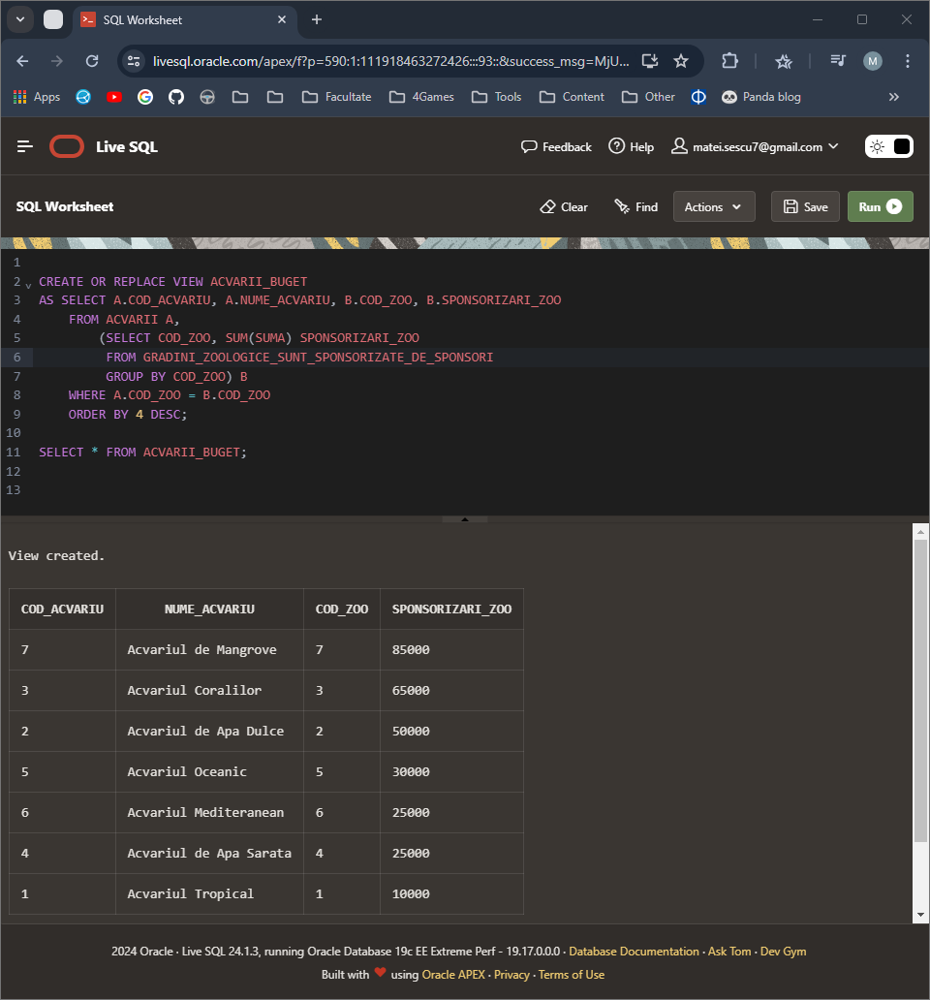 SQL Worksheet
livesql.oracle.com/apex/f?p=590:1:111918463272426:::93::&success_msg=MjU...
M
Apps
Facultate
4Games
Tools
Content
Other
Panda blog
Live SQL
Feedback
Help
matei.sescu7@gmail.com
SQL Worksheet
Clear
Find
Actions
Save
Run
1
2 CREATE OR REPLACE VIEW ACVARII_BUGET
3 AS SELECT A.COD_ACVARIU, A.NUME_ACVARIU, B.COD_ZOO, B.SPONSORIZARI_ZOO
4 FROM ACVARII A,
5 (SELECT COD_ZOO, SUM(SUMA) SPONSORIZARI_ZOO
6 FROM GRADINI_ZOOLOGICE_SUNT_SPONSORIZATE_DE_SPONSORI
7 GROUP BY COD_ZOO) B
8 WHERE A.COD_ZOO = B.COD_ZOO
9 ORDER BY 4 DESC;
10
11 SELECT * FROM ACVARII_BUGET;
12
13
View created.
COD_ACVARIU NUME_ACVARIU COD_ZOO SPONSORIZARI_ZOO
7 Acvariul de Mangrove 7 85000
3 Acvariul Coralilor 3 65000
2 Acvariul de Apa Dulce 2 50000
5 Acvariul Oceanic 5 30000
6 Acvariul Mediteranean 6 25000
4 Acvariul de Apa Sarata 4 25000
1 Acvariul Tropical 1 10000
2024 Oracle · Live SQL 24.1.3, running Oracle Database 19c EE Extreme Perf - 19.17.0.0.0 · Database Documentation · Ask Tom · Dev Gym
Built with ❤ using Oracle APEX · Privacy · Terms of Use